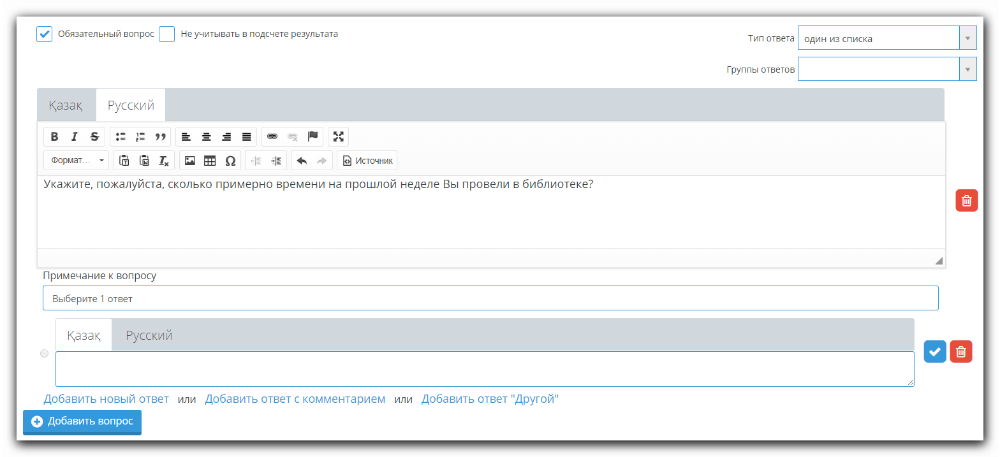 Обязательный вопрос Не учитывать в подсчете результата
Тип ответа один из списка
Группы ответов
Қазақ Русский
B I S
Формат... Ω Источник
Укажите, пожалуйста, сколько примерно времени на прошлой неделе Вы провели в библиотеке?
Примечание к вопросу
Выберите 1 ответ
Қазақ Русский
Добавить новый ответ или Добавить ответ с комментарием или Добавить ответ "Другой"
Добавить вопрос